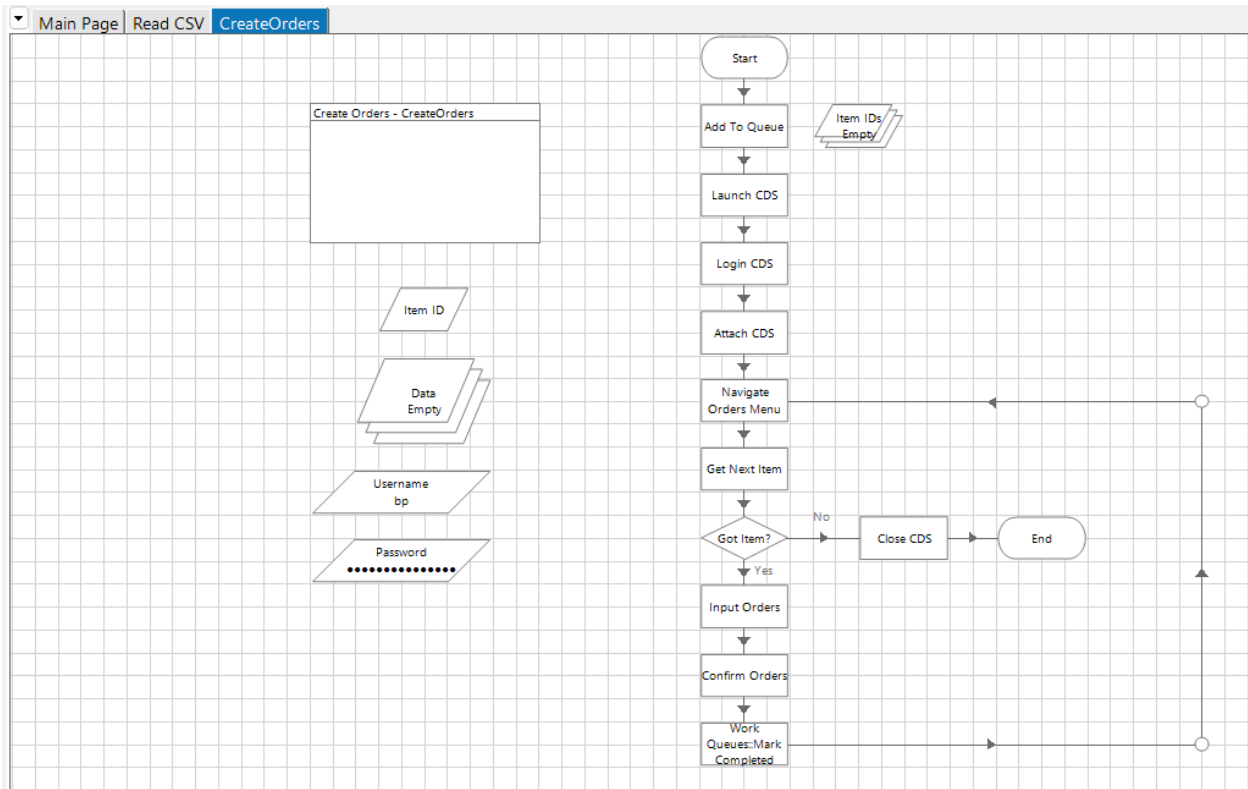 Main Page
Read CSV
CreateOrders
Start
Create Orders - CreateOrders
Add To Queue
Item IDs
Empty
Launch CDS
Login CDS
Item ID
Attach CDS
Data
Empty
Navigate
Orders Menu
Username
bp
Get Next Item
Got Item?
No
Close CDS
End
Password
•••••••••••••••
Yes
Input Orders
Confirm Orders
Work
Queues::Mark
Completed